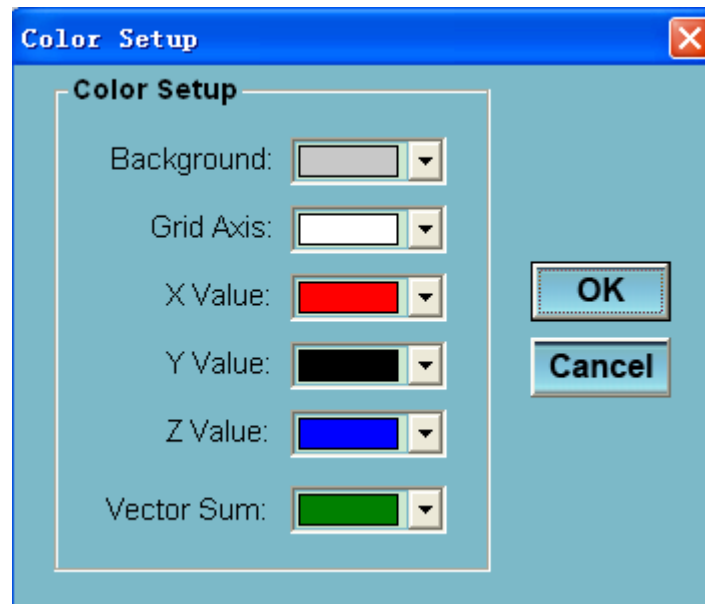 Color Setup
Color Setup
Background:
Grid Axis:
X Value:
Y Value:
Z Value:
Vector Sum:
OK
Cancel